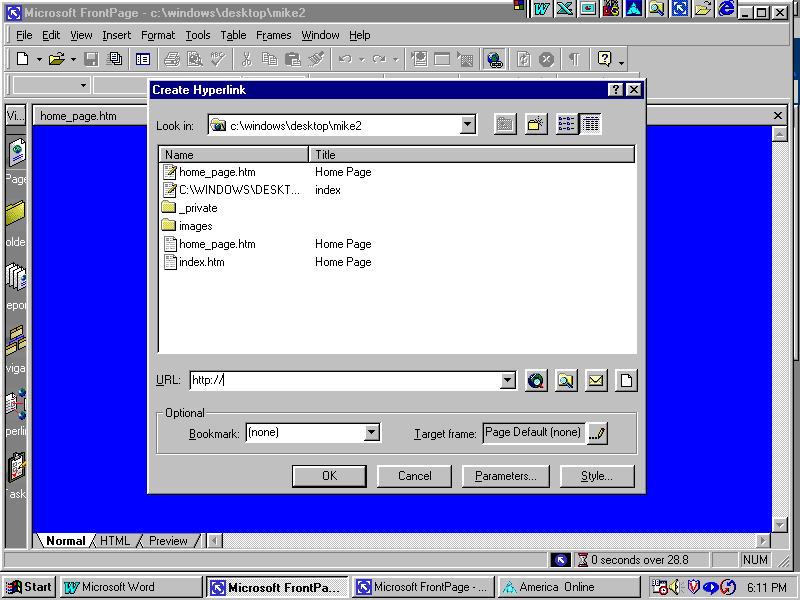 Microsoft FrontPage - c:\windows\desktop\mike2
File Edit View Insert Format Tools Table Frames Window Help
Create Hyperlink
Vi...
home_page.htm
Look in: c:\windows\desktop\mike2
Name Title
home_page.htm Home Page
C:\WINDOWS\DESKT... index
_private
images
home_page.htm Home Page
index.htm Home Page
Page
olde
epor
viga
perli
Task
URL: http://
Optional
Bookmark: (none) Target frame: Page Default (none)
OK Cancel Parameters... Style...
Normal HTML Preview
0 seconds over 28.8 NUM
Start Microsoft Word Microsoft FrontPa... Microsoft FrontPage - ... America Online 6:11 PM